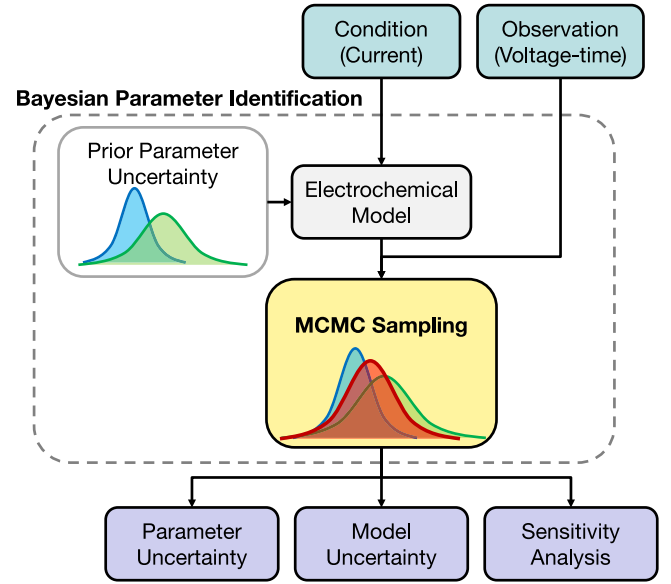 Condition
(Current)
Observation
(Voltage-time)
Bayesian Parameter Identification
Prior Parameter
Uncertainty
Electrochemical
Model
MCMC Sampling
Parameter
Uncertainty
Model
Uncertainty
Sensitivity
Analysis